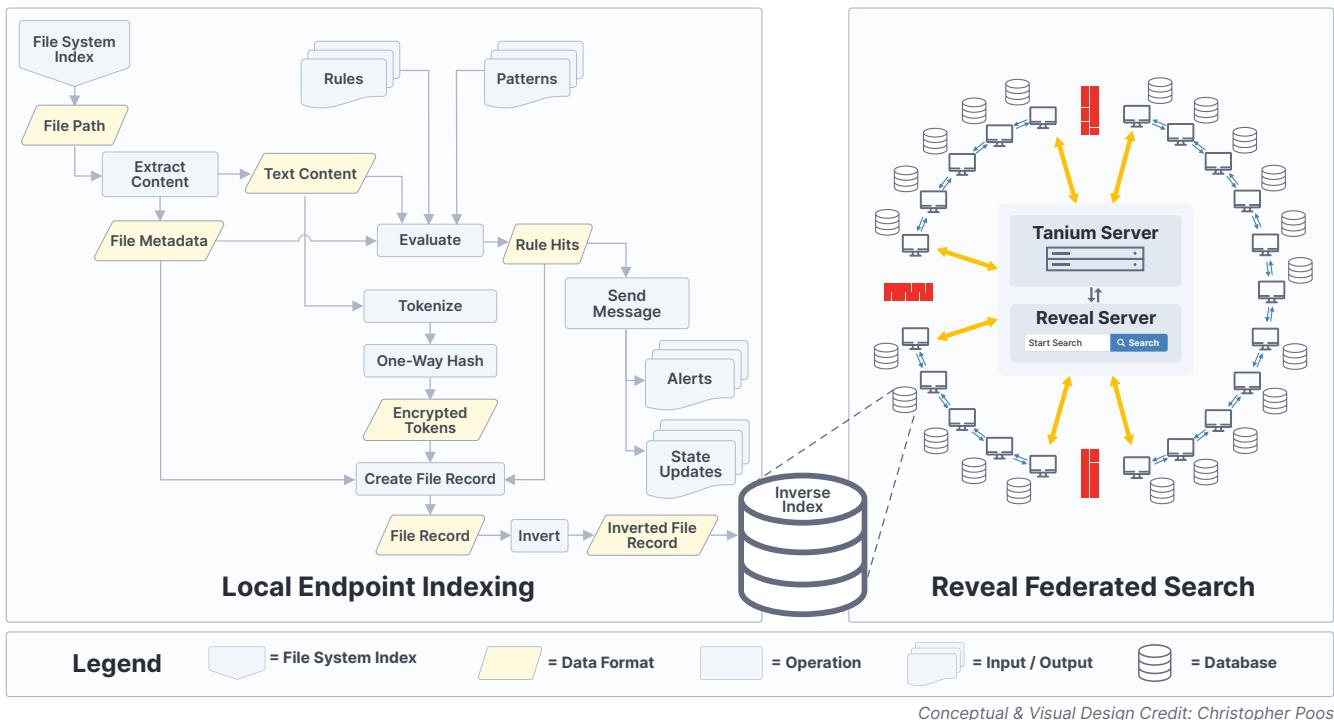 File System
Index
File Path
Extract
Content
Text Content
File Metadata
Rules
Patterns
Evaluate
Rule Hits
Send
Message
Tokenize
One-Way Hash
Encrypted
Tokens
Alerts
State
Updates
Create File Record
File Record
Invert
Inverted File
Record
Inverse
Index
Local Endpoint Indexing
Tanium Server
Reveal Server
Start Search
Search
Reveal Federated Search
Legend
= File System Index
= Data Format
= Operation
= Input / Output
= Database
Conceptual & Visual Design Credit: Christopher Poos